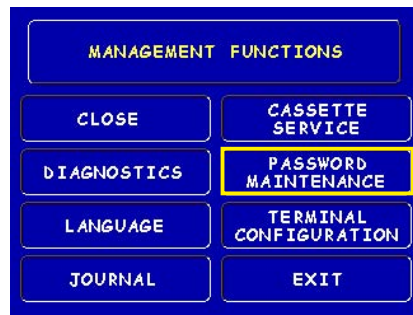 MANAGEMENT FUNCTIONS
CLOSE
CASSETTE
SERVICE
DIAGNOSTICS
PASSWORD
MAINTENANCE
LANGUAGE
TERMINAL
CONFIGURATION
JOURNAL
EXIT